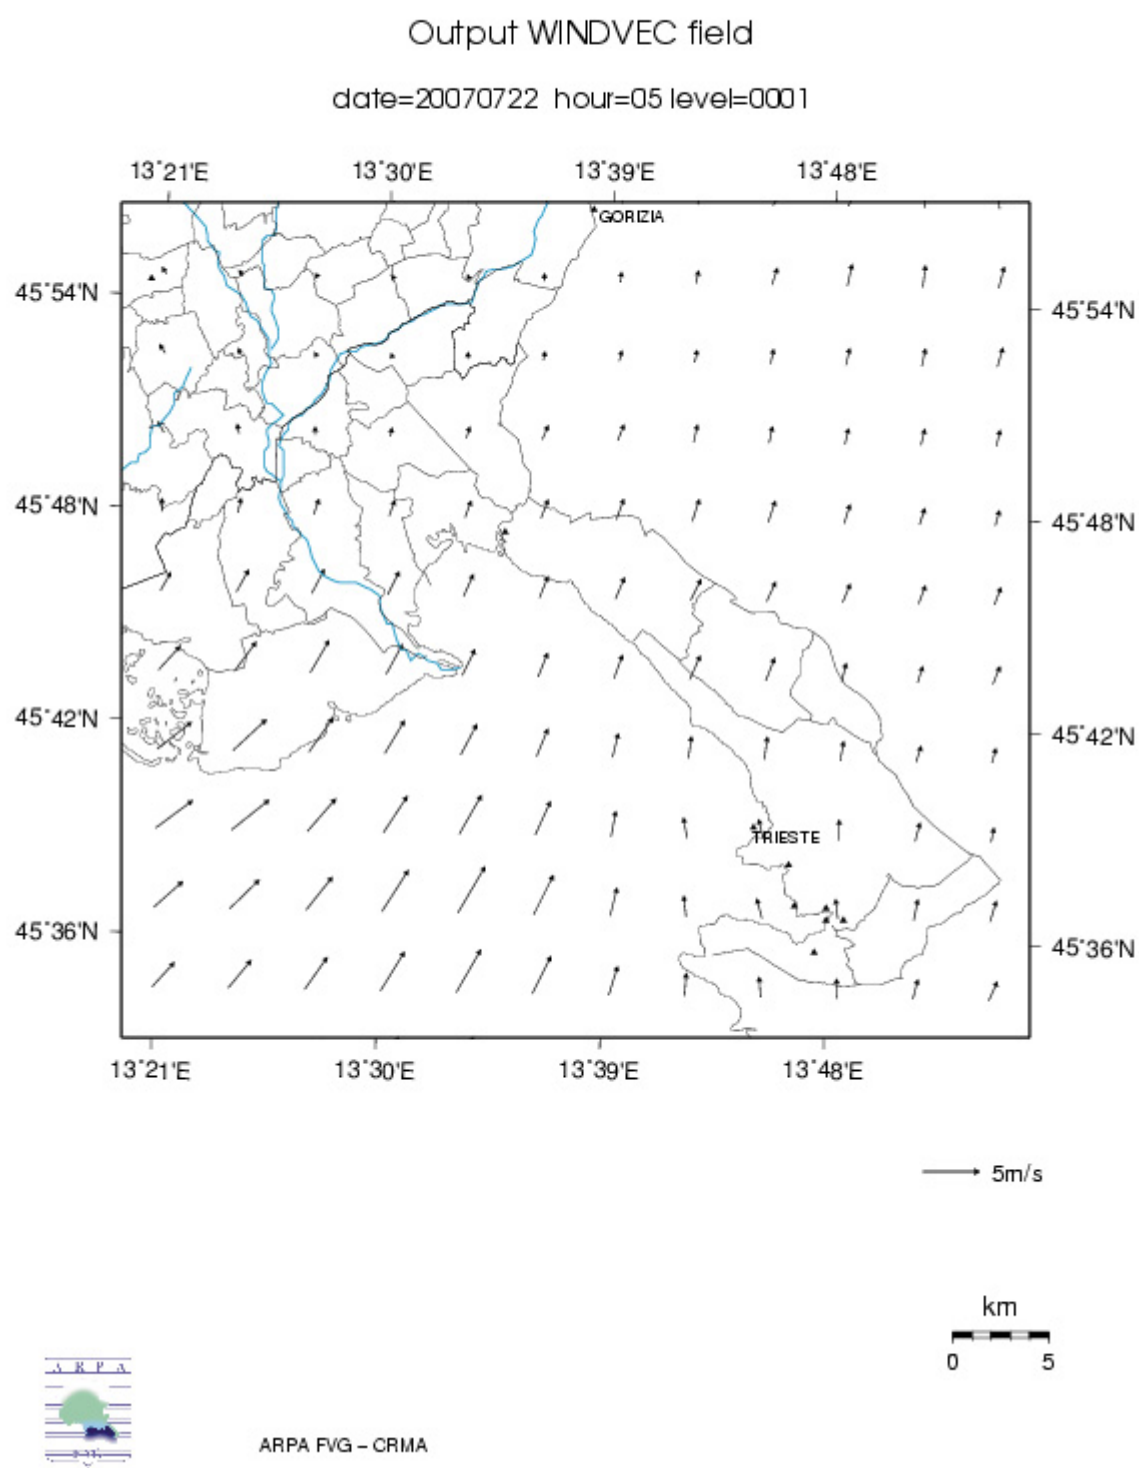 Output WINDVEC field
date=20070722 hour=05 level=0001
13°21'E 13°30'E 13°39'E 13°48'E
GORIZIA
45°54'N 45°54'N
45°48'N 45°48'N
45°42'N 45°42'N
TRIESTE
45°36'N 45°36'N
13°21'E 13°30'E 13°39'E 13°48'E
5m/s
km
0 5
A R P A
ARPA FVG – CRMA